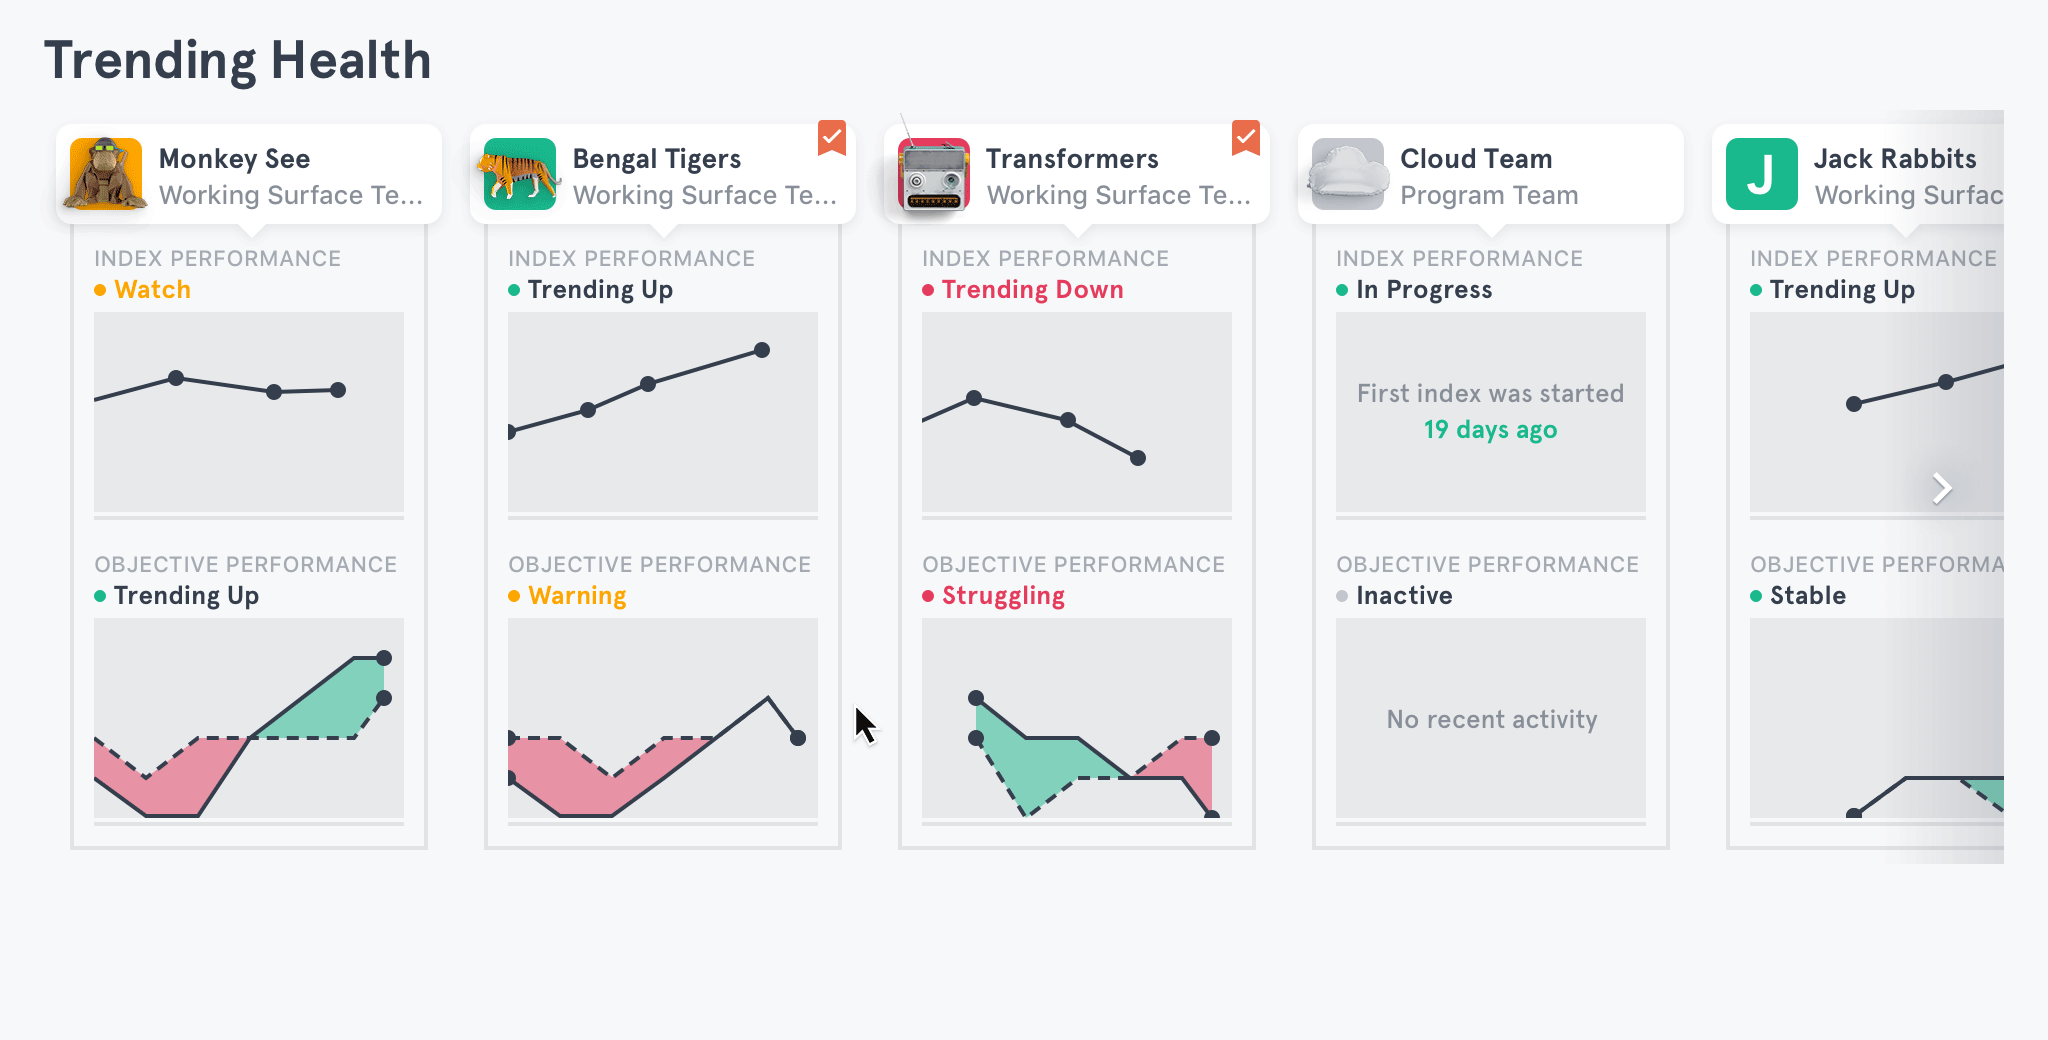 Trending Health
Monkey See
Working Surface Te...
INDEX PERFORMANCE
Watch
OBJECTIVE PERFORMANCE
Trending Up
Bengal Tigers
Working Surface Te...
INDEX PERFORMANCE
Trending Up
OBJECTIVE PERFORMANCE
Warning
Transformers
Working Surface Te...
INDEX PERFORMANCE
Trending Down
OBJECTIVE PERFORMANCE
Struggling
Cloud Team
Program Team
INDEX PERFORMANCE
In Progress
First index was started
19 days ago
OBJECTIVE PERFORMANCE
Inactive
No recent activity
J
Jack Rabbits
Working Surfac
INDEX PERFORMANCE
Trending Up
OBJECTIVE PERFORMA
Stable